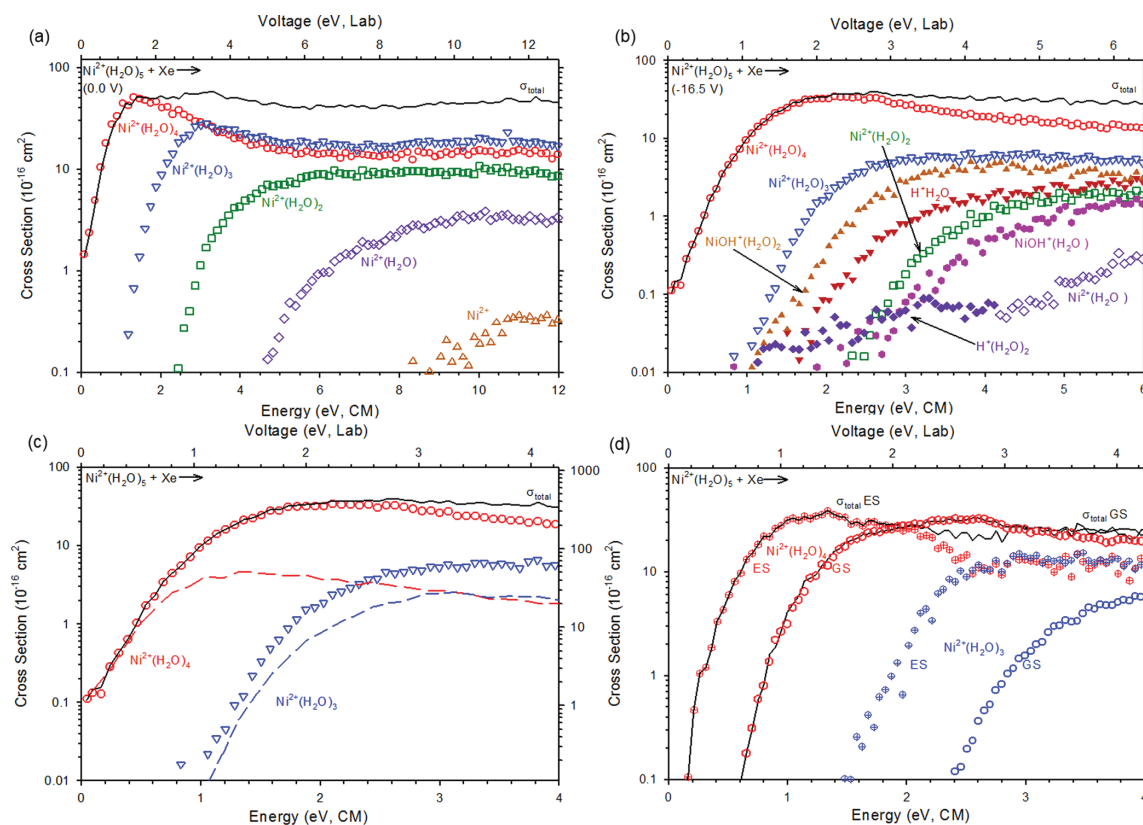 (a)
Voltage (eV, Lab)
0 2 4 6 8 10 12
Ni²⁺(H₂O)₅ + Xe →
(0.0 V)
σtotal
Ni²⁺(H₂O)₄
Ni²⁺(H₂O)₃
Ni²⁺(H₂O)₂
Ni²⁺(H₂O)
Ni²⁺
Cross Section (10⁻¹⁶ cm²)
100
10
1
0.1
0 2 4 6 8 10 12
Energy (eV, CM)
(b)
Voltage (eV, Lab)
0 1 2 3 4 5 6
Ni²⁺(H₂O)₅ + Xe →
(-16.5 V)
σtotal
Ni²⁺(H₂O)₂
Ni²⁺(H₂O)₄
Ni²⁺(H₂O)₃
H⁺H₂O
NiOH⁺(H₂O)₂
NiOH⁺(H₂O)
Ni²⁺(H₂O)
H⁺(H₂O)₂
Cross Section (10⁻¹⁶ cm²)
100
10
1
0.1
0.01
0 1 2 3 4 5 6
Energy (eV, CM)
(c)
Voltage (eV, Lab)
0 1 2 3 4
Ni²⁺(H₂O)₅ + Xe →
σtotal
Ni²⁺(H₂O)₄
Ni²⁺(H₂O)₃
Cross Section (10⁻¹⁶ cm²)
100
10
1
0.1
0.01
1000
100
10
1
0 1 2 3 4
Energy (eV, CM)
(d)
Voltage (eV, Lab)
0 1 2 3 4
Ni²⁺(H₂O)₅ + Xe →
σtotal ES
σtotal GS
Ni²⁺(H₂O)₄
ES GS
Ni²⁺(H₂O)₃
ES GS
Cross Section (10⁻¹⁶ cm²)
100
10
1
0.1
0 1 2 3 4
Energy (eV, CM)